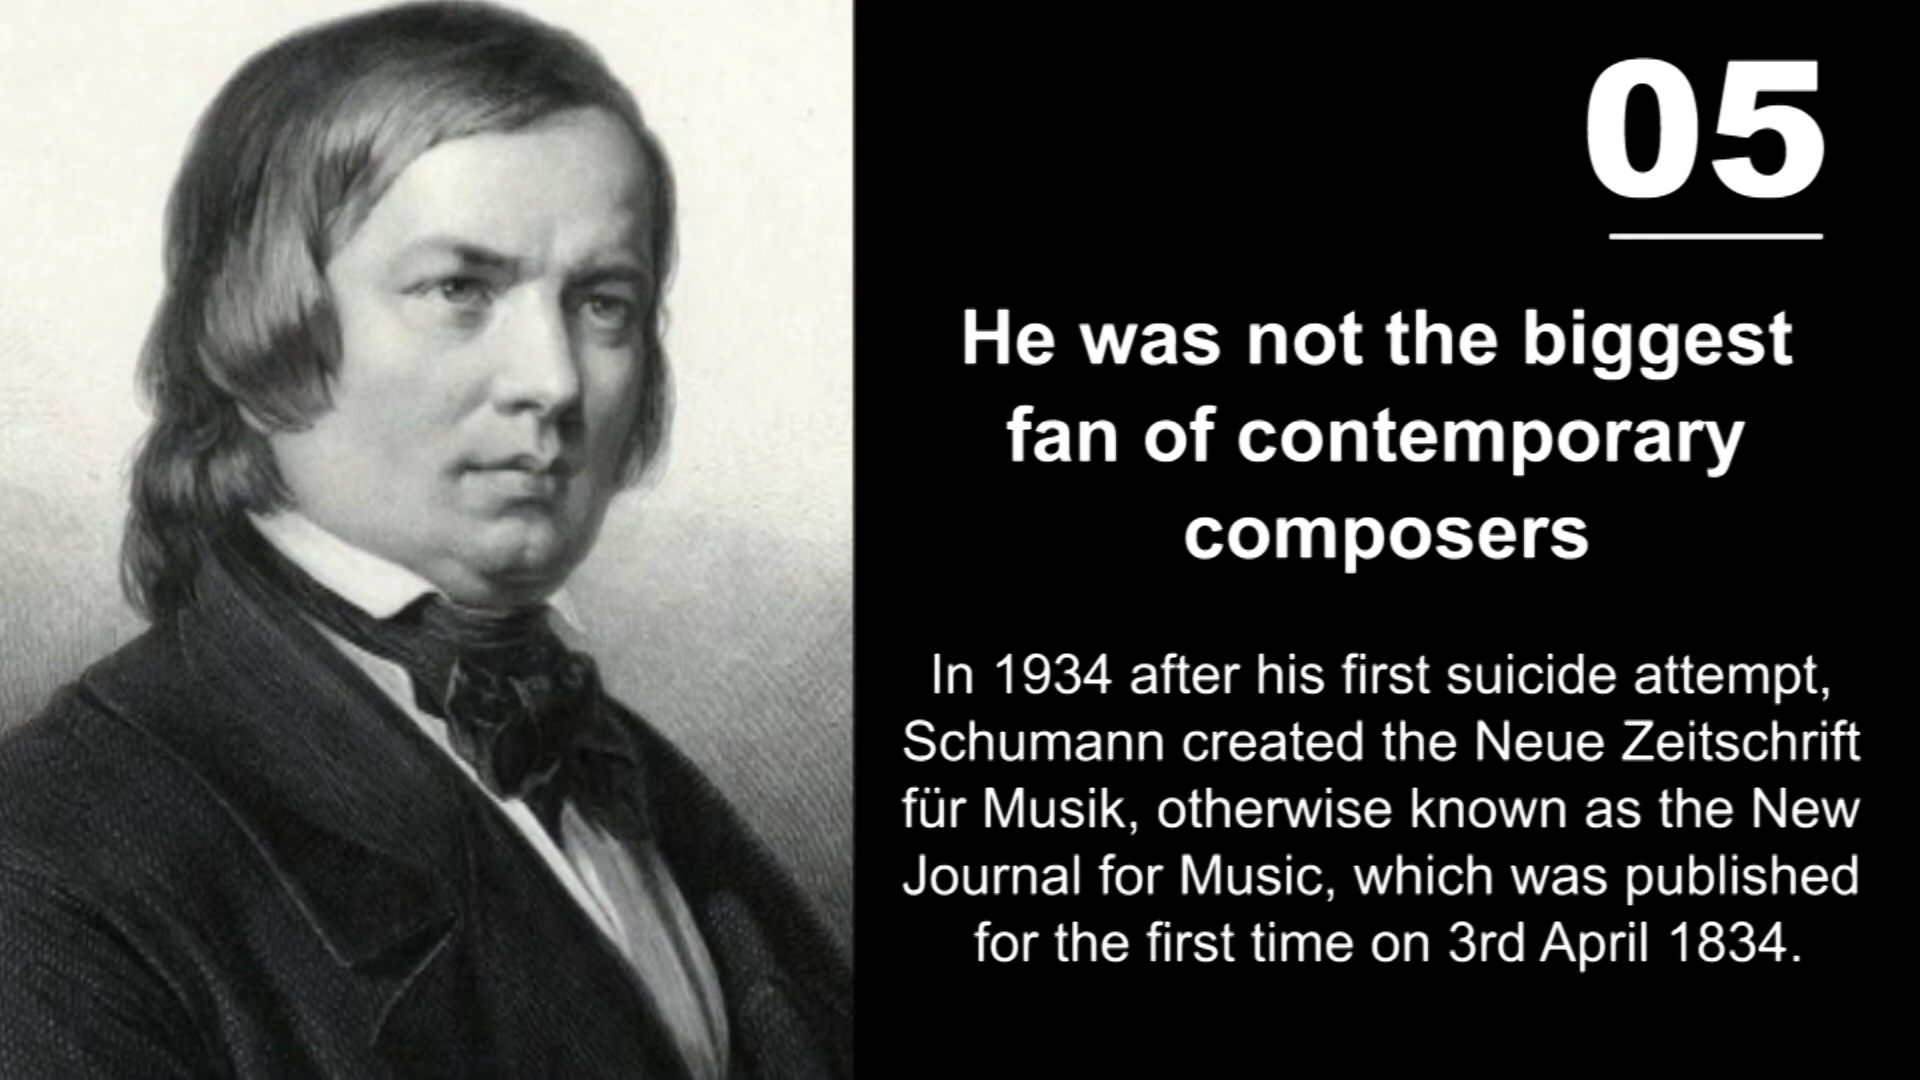 05
He was not the biggest
fan of contemporary
composers
In 1934 after his first suicide attempt,
Schumann created the Neue Zeitschrift
für Musik, otherwise known as the New
Journal for Music, which was published
for the first time on 3rd April 1834.